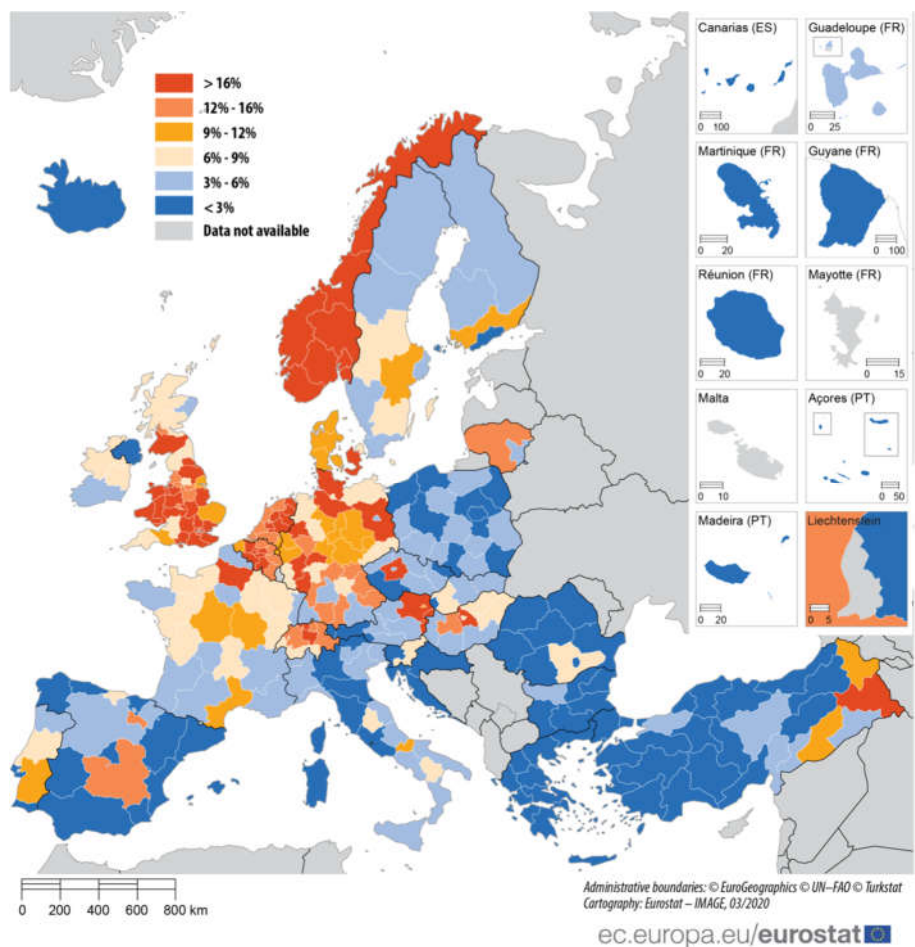 > 16%
12% - 16%
9% - 12%
6% - 9%
3% - 6%
< 3%
Data not available
Canarias (ES)
0 100
Guadeloupe (FR)
0 25
Martinique (FR)
0 20
Guyane (FR)
0 100
Réunion (FR)
0 20
Mayotte (FR)
0 15
Malta
0 10
Açores (PT)
0 50
Madeira (PT)
0 20
Liechtenstein
0 5
0 200 400 600 800 km
Administrative boundaries: © EuroGeographics © UN–FAO © Turkstat
Cartography: Eurostat – IMAGE, 03/2020
ec.europa.eu/eurostat